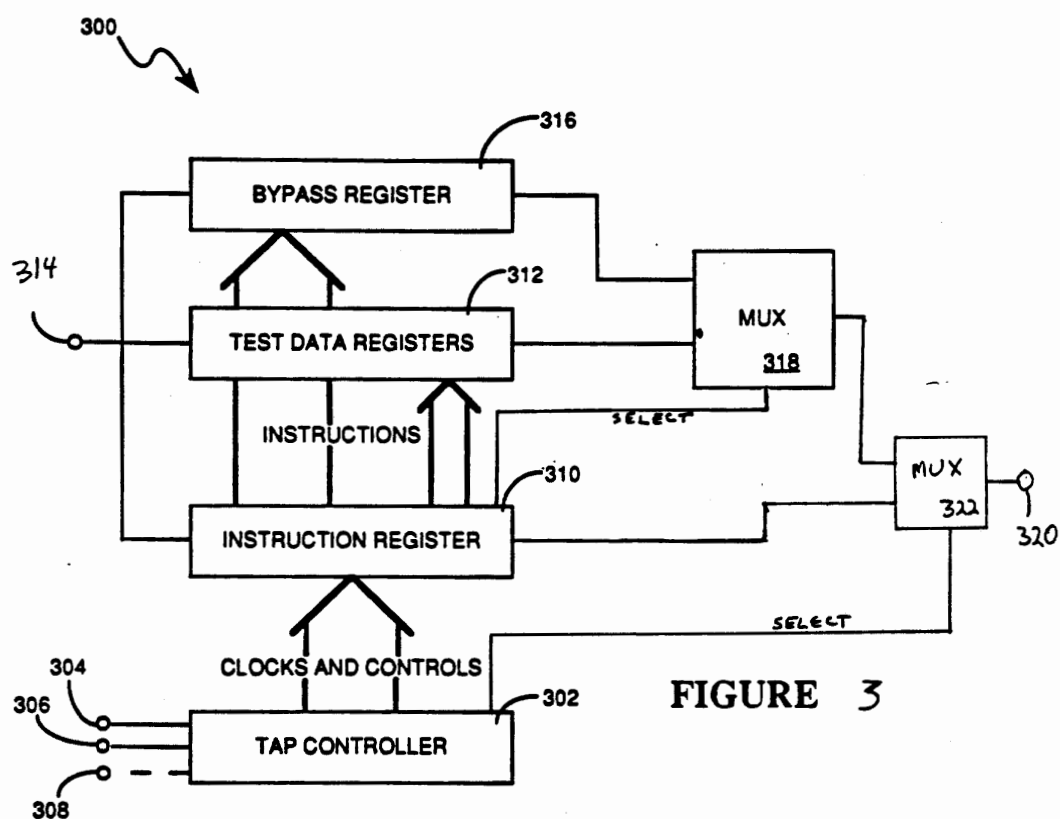 300
316
BYPASS REGISTER
314
312
TEST DATA REGISTERS
MUX
318
SELECT
INSTRUCTIONS
310
MUX
322
320
INSTRUCTION REGISTER
SELECT
CLOCKS AND CONTROLS
304
302
306
TAP CONTROLLER
308
FIGURE 3